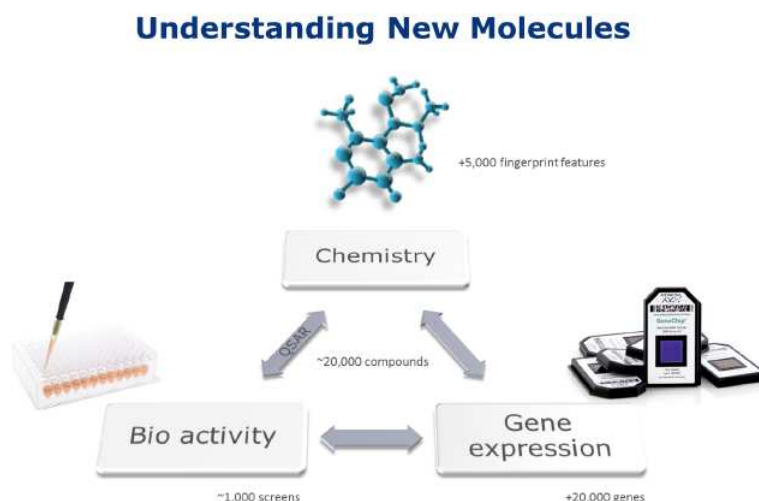 Understanding New Molecules
+5,000 fingerprint features
Chemistry
QSAR
~20,000 compounds
GeneChip
Bio activity
Gene
expression
~1,000 screens
+20,000 genes